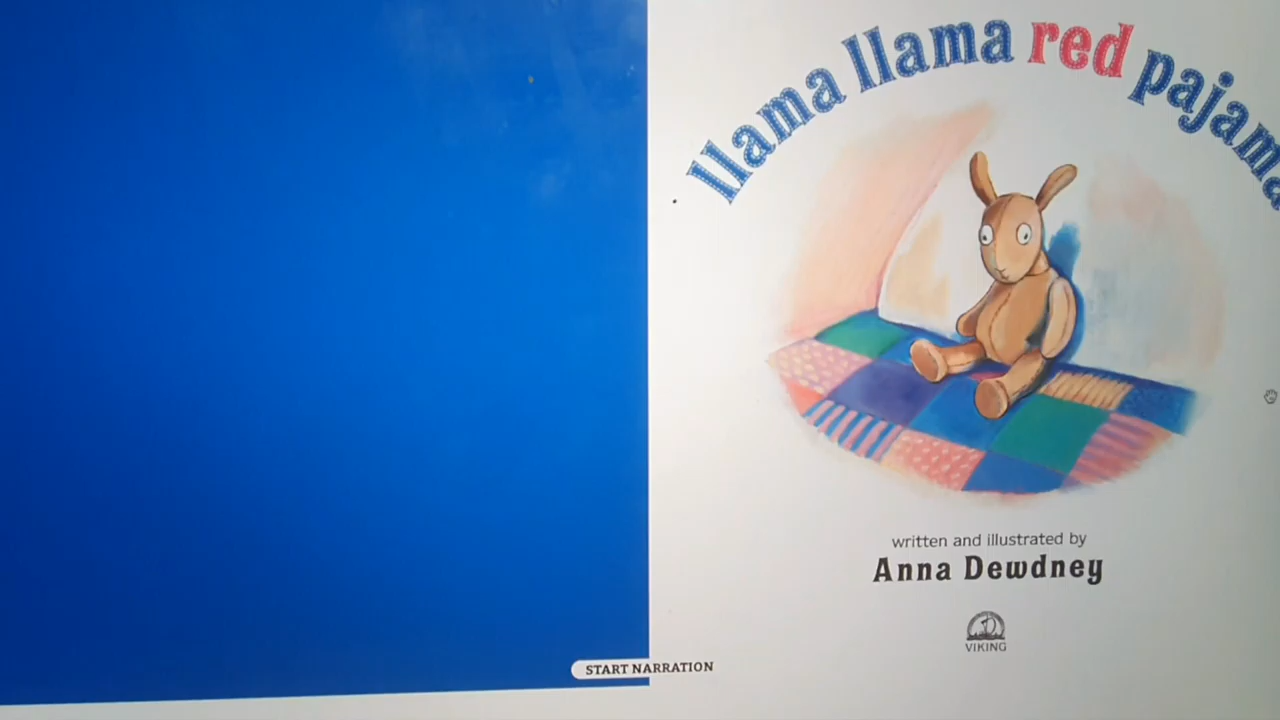 llama llama red pajama
written and illustrated by
Anna Dewdney
VIKING
START NARRATION